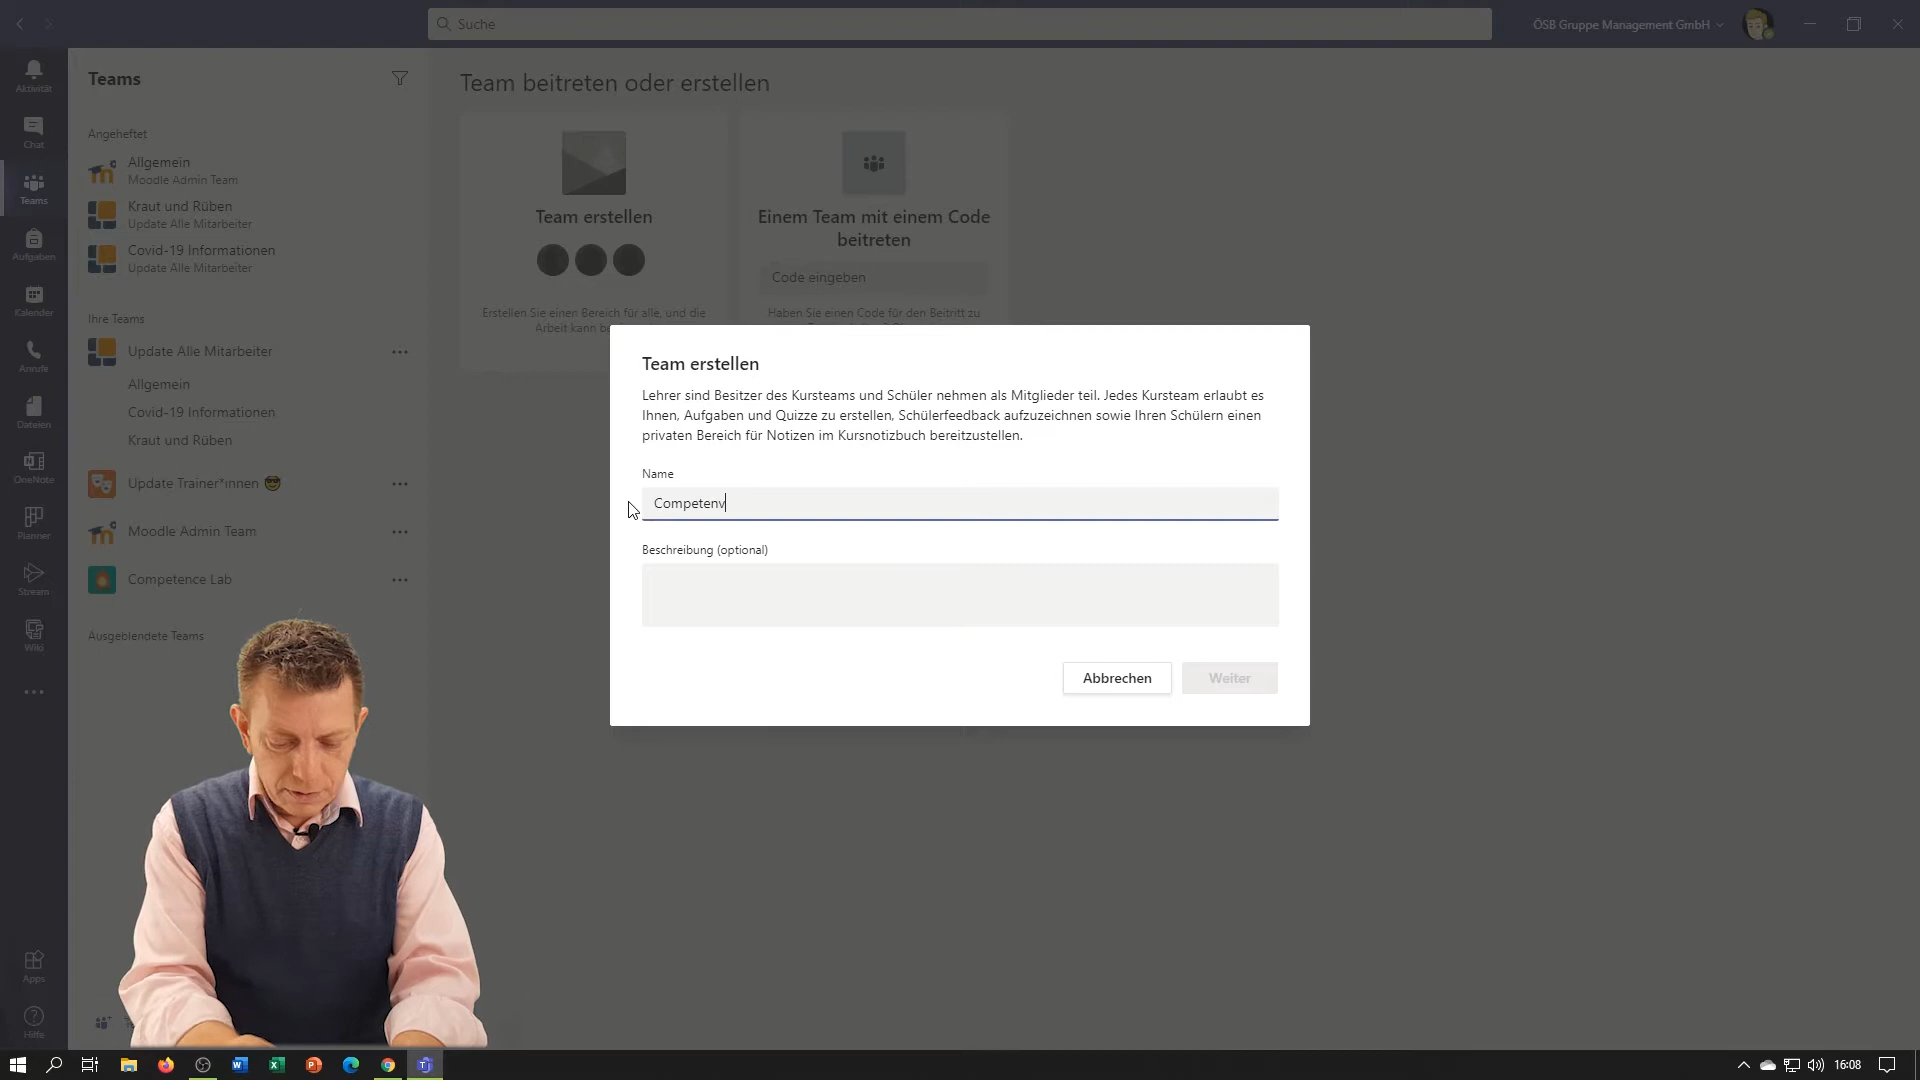 Suche
ÖSB Gruppe Management GmbH
Aktivität
Chat
Teams
Aufgaben
Kalender
Anrufe
Dateien
OneNote
Planner
Stream
Wiki
Apps
Hilfe
Teams
Angeheftet
Allgemein
Moodle Admin Team
Kraut und Rüben
Update Alle Mitarbeiter
Covid-19 Informationen
Update Alle Mitarbeiter
Ihre Teams
Update Alle Mitarbeiter
Allgemein
Covid-19 Informationen
Kraut und Rüben
Update Trainer*innen 😎
Moodle Admin Team
Competence Lab
Ausgeblendete Teams
Team beitreten oder erstellen
Team erstellen
Erstellen Sie einen Bereich für alle, und die
Arbeit kann
Einem Team mit einem Code
beitreten
Code eingeben
Haben Sie einen Code für den Beitritt zu
Team erstellen
Lehrer sind Besitzer des Kursteams und Schüler nehmen als Mitglieder teil. Jedes Kursteam erlaubt es
Ihnen, Aufgaben und Quizze zu erstellen, Schülerfeedback aufzuzeichnen sowie Ihren Schülern einen
privaten Bereich für Notizen im Kursnotizbuch bereitzustellen.
Name
Competenv
Beschreibung (optional)
Abbrechen
Weiter
16:08